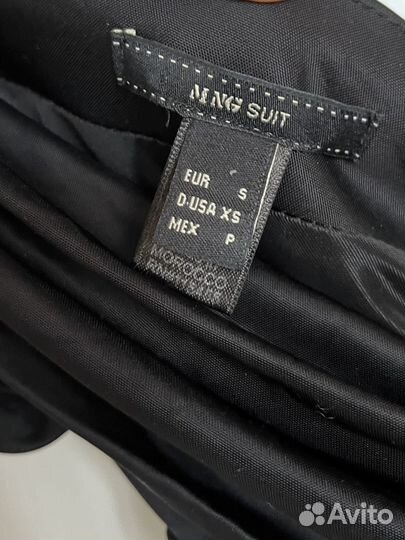 MNG SUIT
EUR S
D-USA XS
MEX P
MOROCCO
Avito